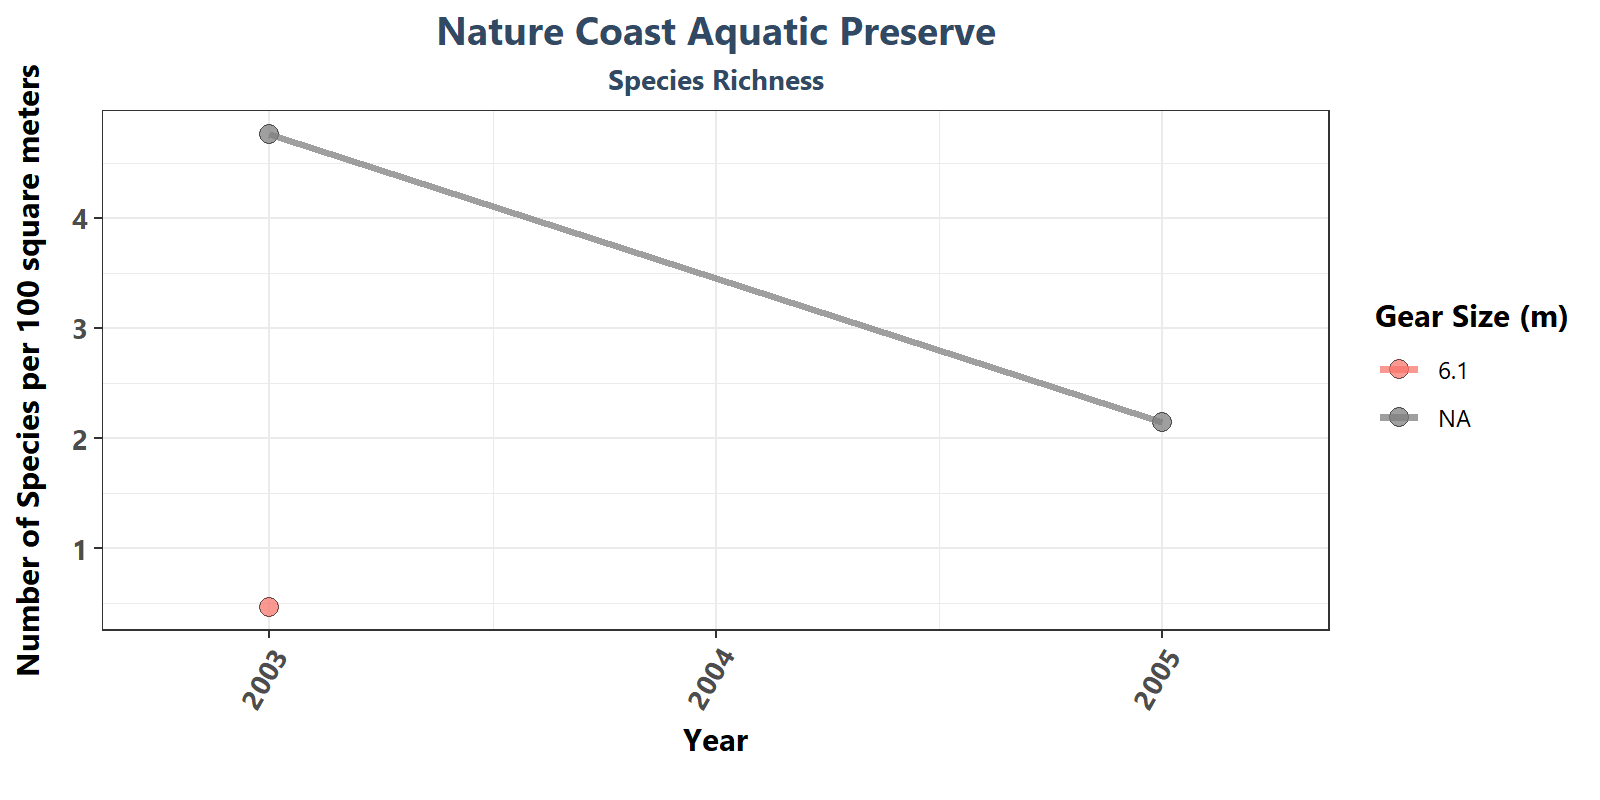 Nature Coast Aquatic Preserve
Species Richness
Number of Species per 100 square meters
4
3
2
1
2003
2004
2005
Year
Gear Size (m)
6.1
NA